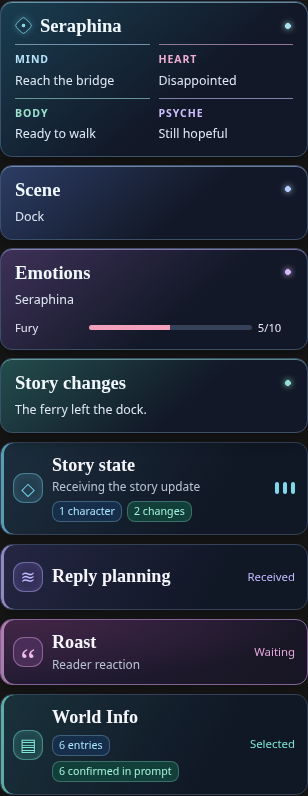 Seraphina
MIND
HEART
Reach the bridge
Disappointed
BODY
PSYCHE
Ready to walk
Still hopeful
Scene
Dock
Emotions
Seraphina
Fury
5/10
Story changes
The ferry left the dock.
Story state
Receiving the story update
1 character
2 changes
Reply planning
Received
Roast
Reader reaction
Waiting
World Info
6 entries
6 confirmed in prompt
Selected